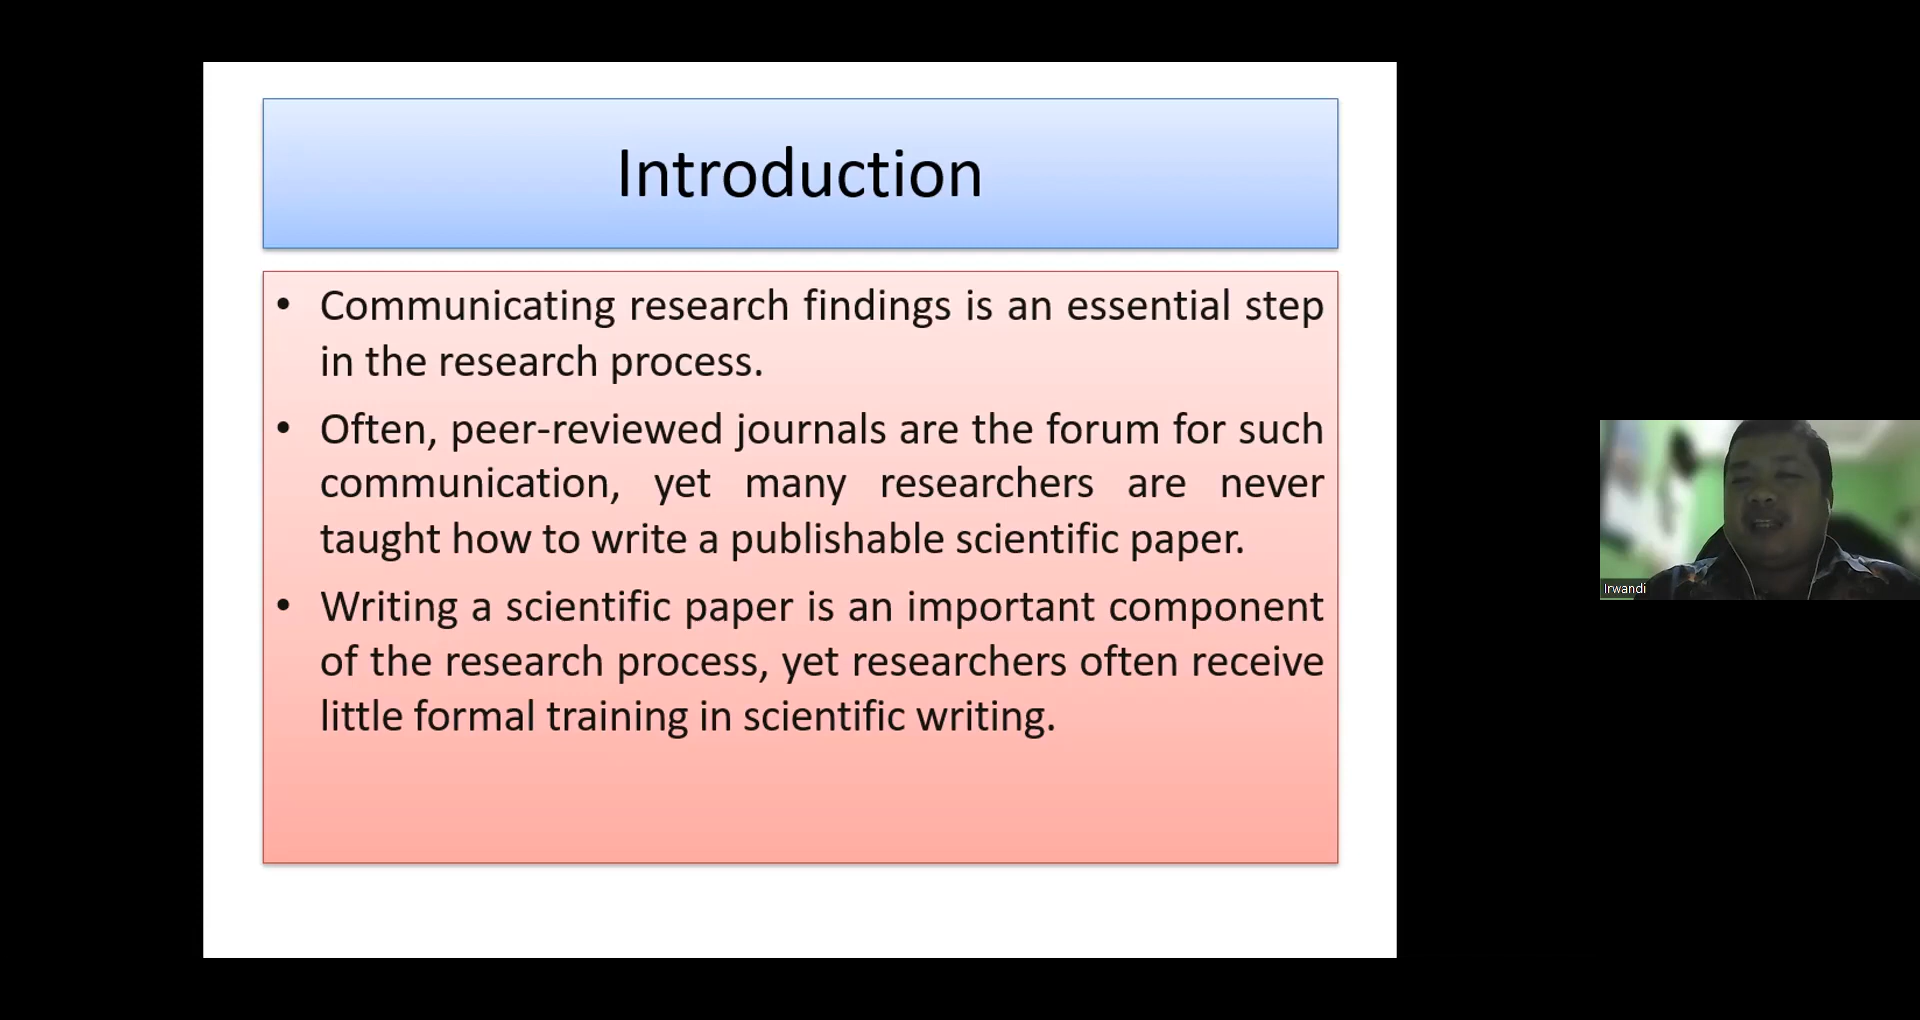 Introduction
• Communicating research findings is an essential step
in the research process.
• Often, peer-reviewed journals are the forum for such
communication, yet many researchers are never
taught how to write a publishable scientific paper.
• Writing a scientific paper is an important component
of the research process, yet researchers often receive
little formal training in scientific writing.
Irwandi